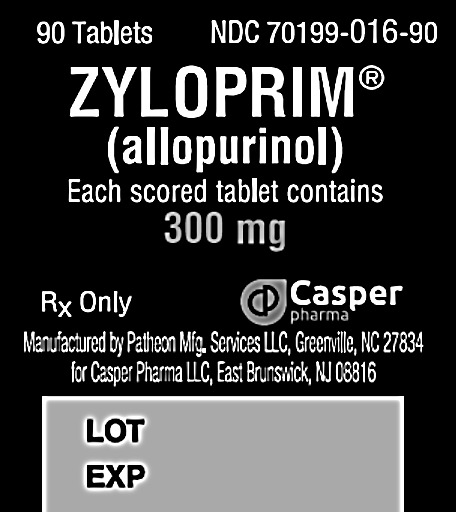 90 Tablets NDC 70199-016-90
ZYLOPRIM®
(allopurinol)
Each scored tablet contains
300 mg
Rx Only
Casper
pharma
Manufactured by Patheon Mfg. Services LLC, Greenville, NC 27834
for Casper Pharma LLC, East Brunswick, NJ 08816
LOT
EXP